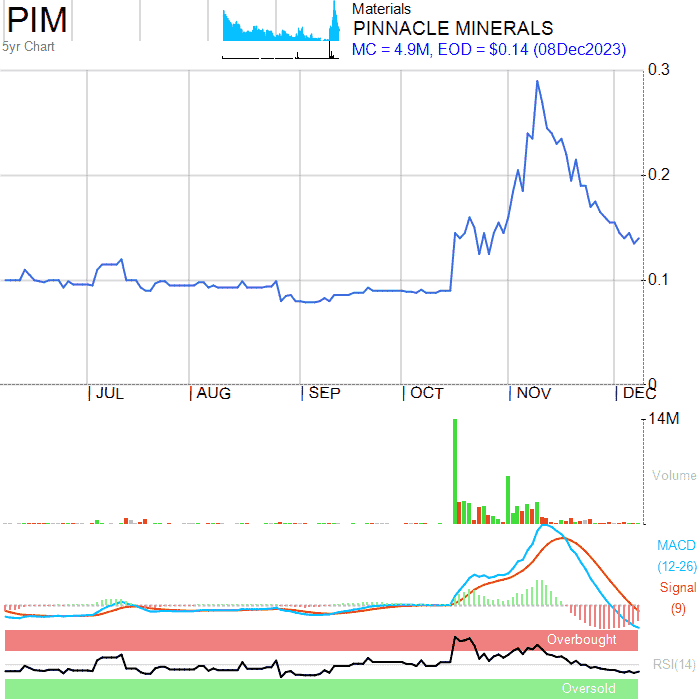 PIM
5yr Chart
Materials
PINNACLE MINERALS
MC = 4.9M, EOD = $0.14 (08Dec2023)
0.3
0.2
0.1
0
JUL AUG SEP OCT NOV DEC
14M
Volume
MACD
(12-26)
Signal
(9)
Overbought
RSI(14)
Oversold